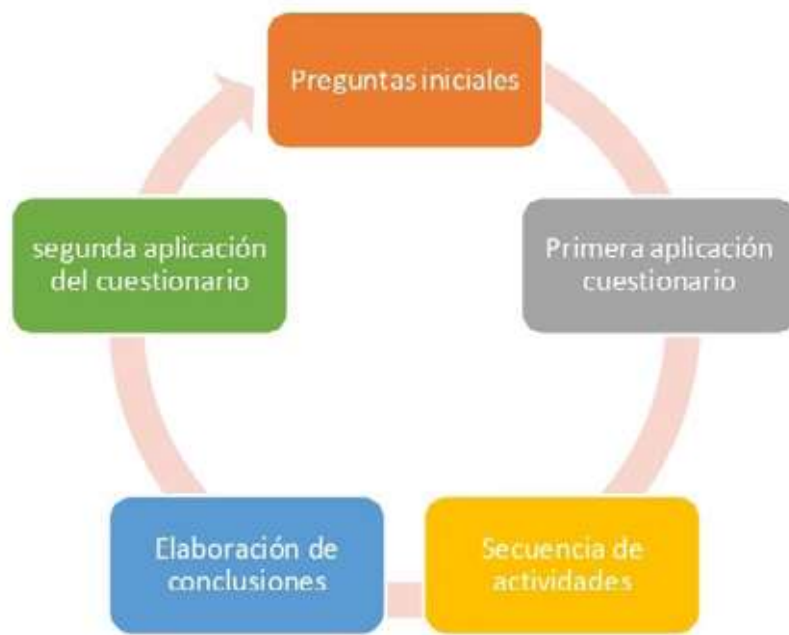 Preguntas iniciales
Primera aplicación
cuestionario
Secuencia de
actividades
Elaboración de
conclusiones
segunda aplicación
del cuestionario